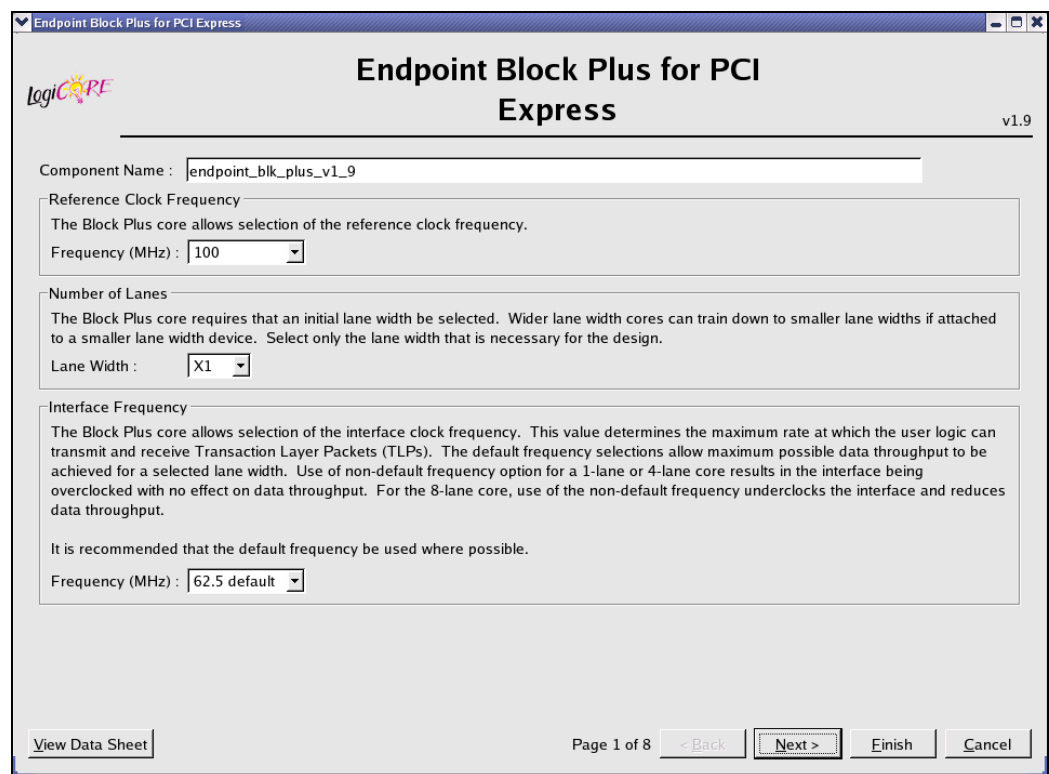 Endpoint Block Plus for PCI Express
LogiCORE
Endpoint Block Plus for PCI
Express
v1.9
Component Name : endpoint_blk_plus_v1_9
Reference Clock Frequency
The Block Plus core allows selection of the reference clock frequency.
Frequency (MHz) : 100
Number of Lanes
The Block Plus core requires that an initial lane width be selected.  Wider lane width cores can train down to smaller lane widths if attached
to a smaller lane width device.  Select only the lane width that is necessary for the design.
Lane Width : X1
Interface Frequency
The Block Plus core allows selection of the interface clock frequency.  This value determines the maximum rate at which the user logic can
transmit and receive Transaction Layer Packets (TLPs).  The default frequency selections allow maximum possible data throughput to be
achieved for a selected lane width.  Use of non-default frequency option for a 1-lane or 4-lane core results in the interface being
overclocked with no effect on data throughput.  For the 8-lane core, use of the non-default frequency underclocks the interface and reduces
data throughput.
It is recommended that the default frequency be used where possible.
Frequency (MHz) : 62.5 default
View Data Sheet Page 1 of 8 < Back Next > Finish Cancel